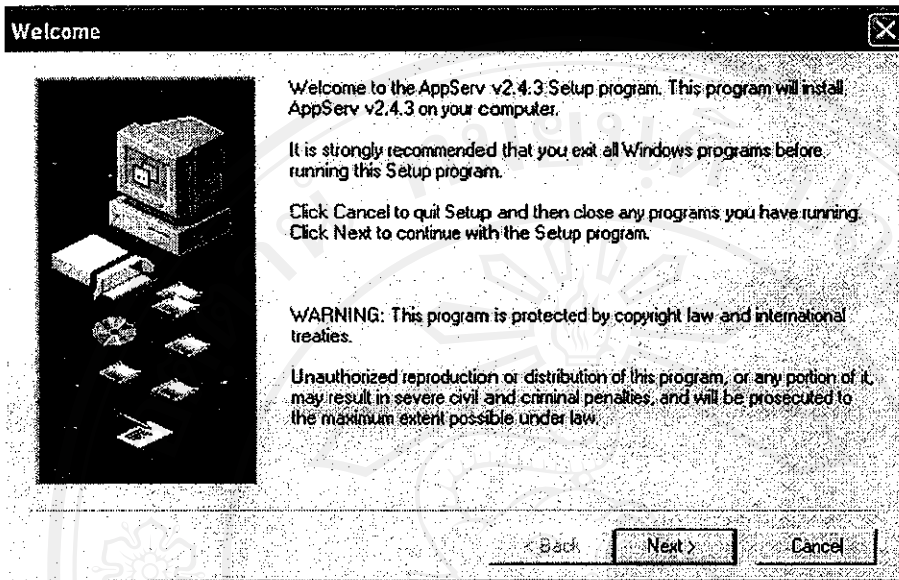 Welcome
Welcome to the AppServ v2.4.3 Setup program. This program will install
AppServ v2.4.3 on your computer.
It is strongly recommended that you exit all Windows programs before
running this Setup program.
Click Cancel to quit Setup and then close any programs you have running.
Click Next to continue with the Setup program.
WARNING: This program is protected by copyright law and international
treaties.
Unauthorized reproduction or distribution of this program, or any portion of it,
may result in severe civil and criminal penalties, and will be prosecuted to
the maximum extent possible under law.
< Back
Next >
Cancel